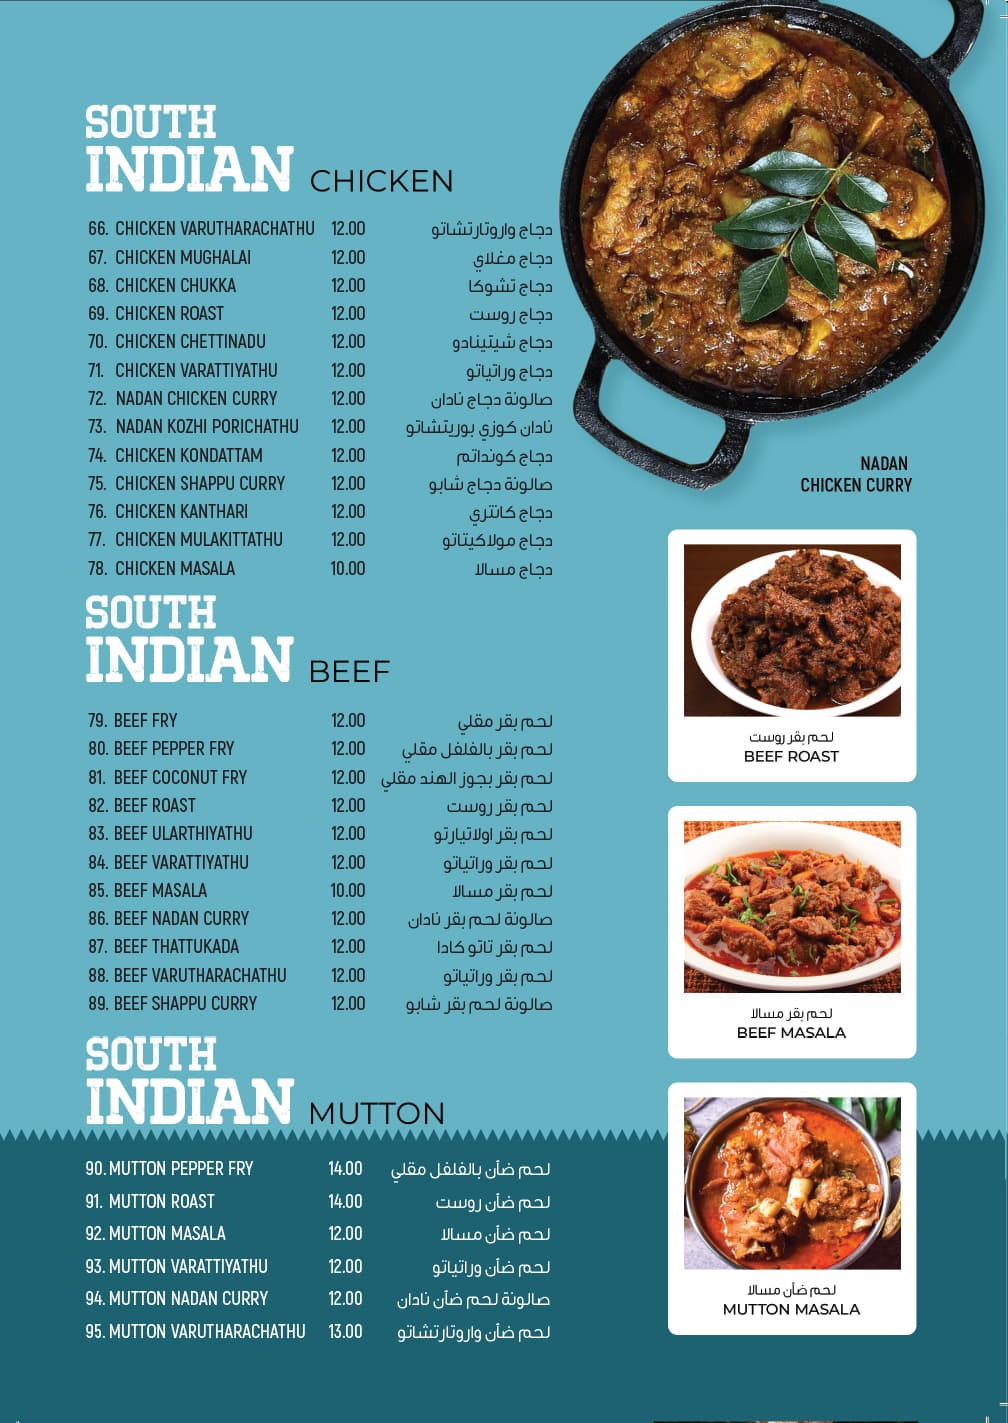 SOUTH
INDIAN CHICKEN
66. CHICKEN VARUTHARACHATHU 12.00 دجاج واروتارتشاتو
67. CHICKEN MUGHALAI 12.00 دجاج مغلاي
68. CHICKEN CHUKKA 12.00 دجاج تشوكا
69. CHICKEN ROAST 12.00 دجاج روست
70. CHICKEN CHETTINADU 12.00 دجاج شيتينادو
71. CHICKEN VARATTIYATHU 12.00 دجاج وراتياتو
72. NADAN CHICKEN CURRY 12.00 صالونة دجاج نادان
73. NADAN KOZHI PORICHATHU 12.00 نادان كوزي بوريتشاتو
74. CHICKEN KONDATTAM 12.00 دجاج كونداتم
75. CHICKEN SHAPPU CURRY 12.00 صالونة دجاج شابو
76. CHICKEN KANTHARI 12.00 دجاج كانتري
77. CHICKEN MULAKITTATHU 12.00 دجاج مولاكيتاتو
78. CHICKEN MASALA 10.00 دجاج مسالا
SOUTH
INDIAN BEEF
79. BEEF FRY 12.00 لحم بقر مقلي
80. BEEF PEPPER FRY 12.00 لحم بقر بالفلفل مقلي
81. BEEF COCONUT FRY 12.00 لحم بقر بجوز الهند مقلي
82. BEEF ROAST 12.00 لحم بقر روست
83. BEEF ULARTHIYATHU 12.00 لحم بقر اولاتيارتو
84. BEEF VARATTIYATHU 12.00 لحم بقر وراتياتو
85. BEEF MASALA 10.00 لحم بقر مسالا
86. BEEF NADAN CURRY 12.00 صالونة لحم بقر نادان
87. BEEF THATTUKADA 12.00 لحم بقر تاتو كادا
88. BEEF VARUTHARACHATHU 12.00 لحم بقر وراتياتو
89. BEEF SHAPPU CURRY 12.00 صالونة لحم بقر شابو
SOUTH
INDIAN MUTTON
90. MUTTON PEPPER FRY 14.00 لحم ضأن بالفلفل مقلي
91. MUTTON ROAST 14.00 لحم ضأن روست
92. MUTTON MASALA 12.00 لحم ضأن مسالا
93. MUTTON VARATTIYATHU 12.00 لحم ضأن وراتياتو
94. MUTTON NADAN CURRY 12.00 صالونة لحم ضأن نادان
95. MUTTON VARUTHARACHATHU 13.00 لحم ضأن واروتارتشاتو
NADAN
CHICKEN CURRY
لحم بقر روست
BEEF ROAST
لحم بقر مسالا
BEEF MASALA
لحم ضأن مسالا
MUTTON MASALA